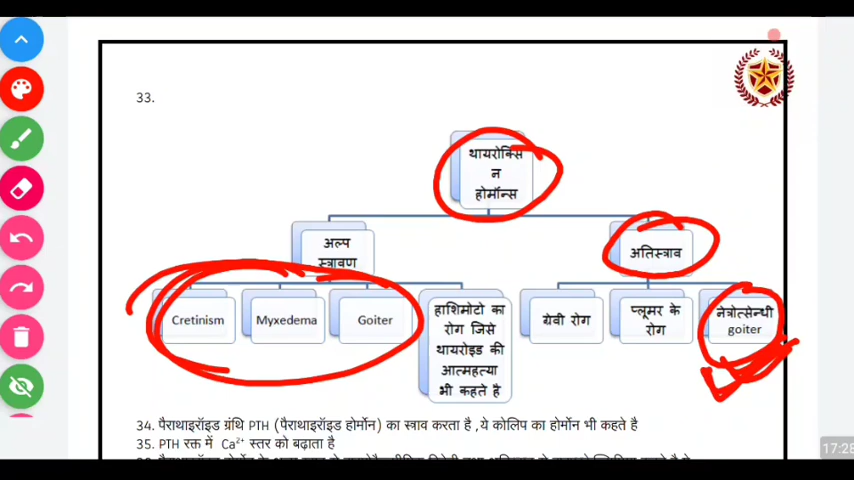 33.
थायरोक्सि
न
होमॉन्स
अल्प
स्त्रावण
अतिस्त्राव
Cretinism
Myxedema
Goiter
हाशिमोटो का
रोग जिसे
थायरोइड की
आत्महत्या
भी कहते है
ग्रेवी रोग
प्लूमर के
रोग
नेत्रोत्सेन्धी
goiter
34. पैराथाइरॉइड ग्रंथि PTH (पैराथाइरॉइड होर्मोन) का स्त्राव करता है ,ये कोलिप का होर्मोन भी कहते है
35. PTH रक्त में Ca²⁺ स्तर को बढ़ाता है
17:28